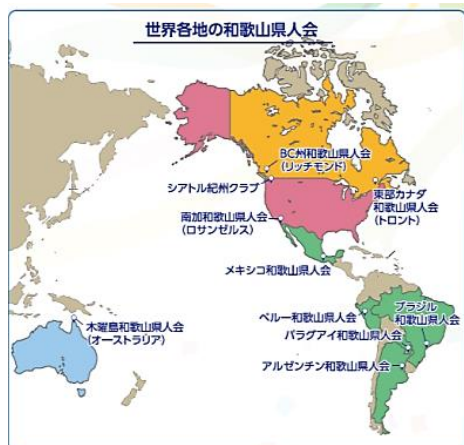 世界各地の和歌山県人会
BC州和歌山県人会
(リッチモンド)
シアトル紀州クラブ
東部カナダ
和歌山県人会
(トロント)
南加和歌山県人会
(ロサンゼルス)
メキシコ和歌山県人会
ペルー和歌山県人会
ブラジル
和歌山県人会
パラグアイ和歌山県人会
アルゼンチン和歌山県人会
木曜島和歌山県人会
(オーストラリア)